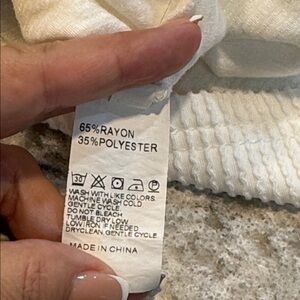 65%RAYON
35%POLYESTER
30
WASH WITH LIKE COLORS.
MACHINE WASH COLD
GENTLE CYCLE
DO NOT BLEACH
TUMBLE DRY LOW
LOW IRON IF NEEDED
DRYCLEAN,GENTLE CYCLE
MADE IN CHINA